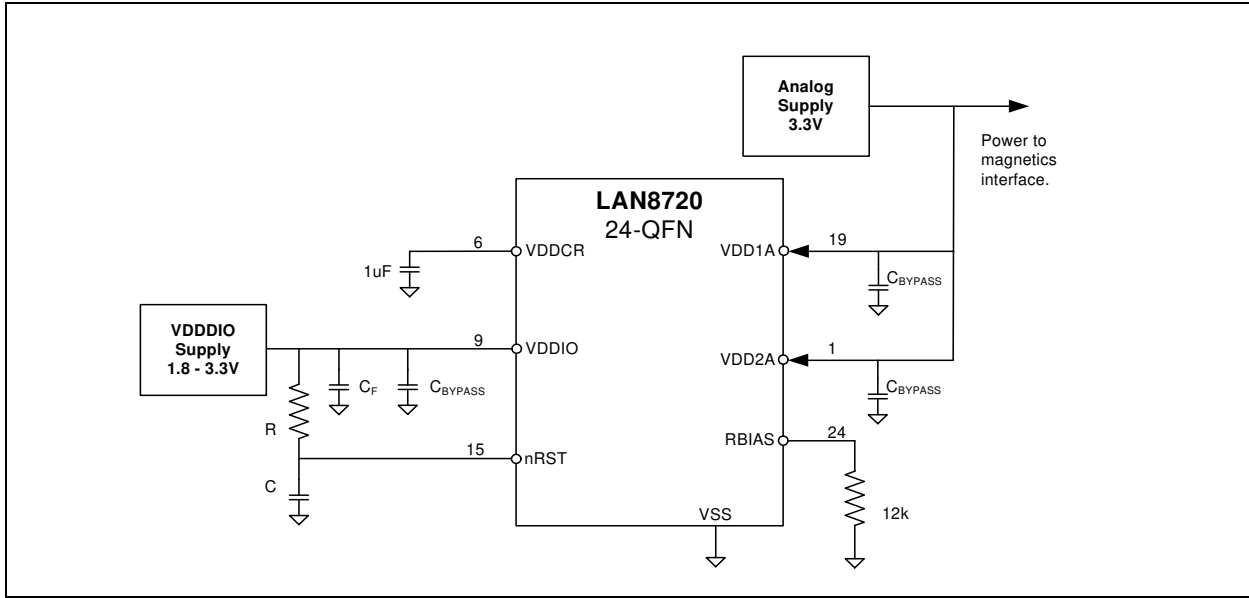 Analog
Supply
3.3V
Power to
magnetics
interface.
LAN8720
24-QFN
6
VDDCR
VDD1A
19
1uF
CBYPASS
VDDDIO
Supply
1.8 - 3.3V
9
VDDIO
VDD2A
1
CF
CBYPASS
CBYPASS
R
RBIAS
24
15
nRST
C
12k
VSS